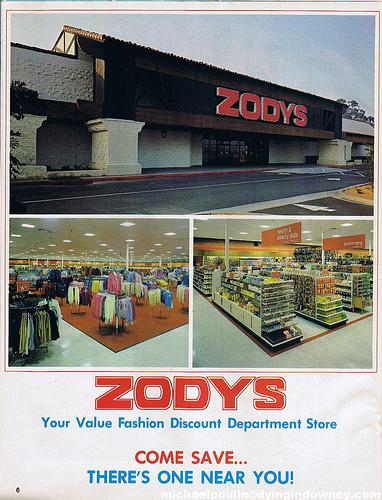 ZODYS
health &
beauty aids
stationery
ZODYS
Your Value Fashion Discount Department Store
COME SAVE...
THERE'S ONE NEAR YOU!
6
michaelpoulin@dyingindowney.com